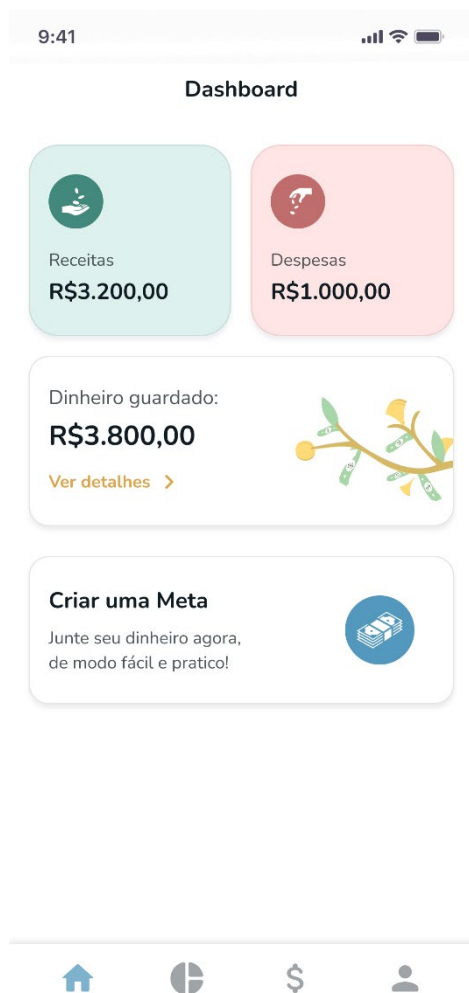 9:41
Dashboard
Receitas
R$3.200,00
Despesas
R$1.000,00
Dinheiro guardado:
R$3.800,00
Ver detalhes
Criar uma Meta
Junte seu dinheiro agora,
de modo fácil e pratico!